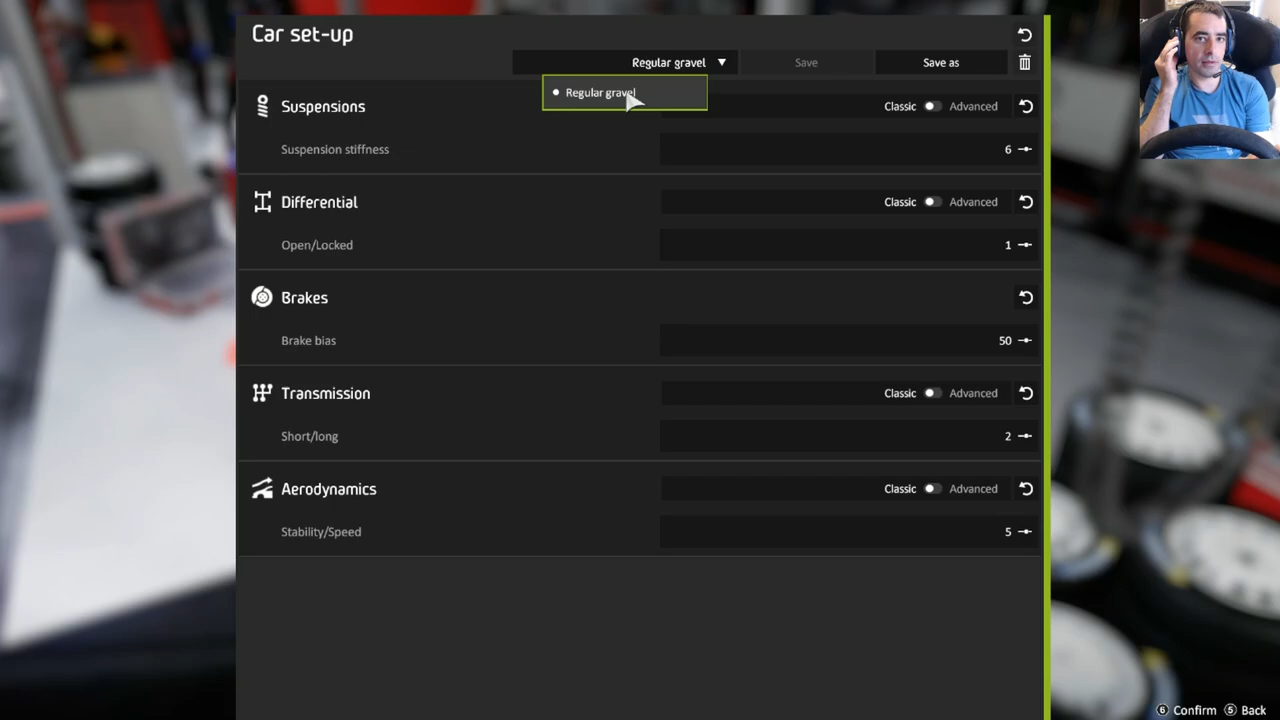 Car set-up
Regular gravel ▼ Save Save as
Regular gravel
Suspensions Classic Advanced
Suspension stiffness 6
Differential Classic Advanced
Open/Locked 1
Brakes
Brake bias 50
Transmission Classic Advanced
Short/long 2
Aerodynamics Classic Advanced
Stability/Speed 5
6 Confirm 5 Back